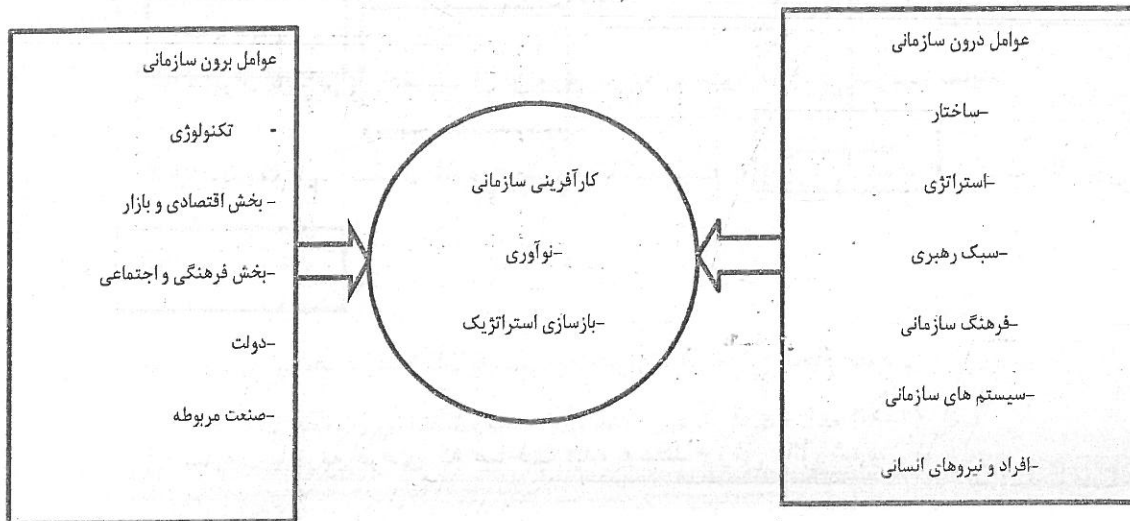 عوامل درون سازمانی
-ساختار
-استراتژی
-سبک رهبری
-فرهنگ سازمانی
-سیستم های سازمانی
-افراد و نیروهای انسانی
کارآفرینی سازمانی
-نوآوری
-بازسازی استراتژیک
عوامل برون سازمانی
- تکنولوژی
- بخش اقتصادی و بازار
-بخش فرهنگی و اجتماعی
-دولت
-صنعت مربوطه